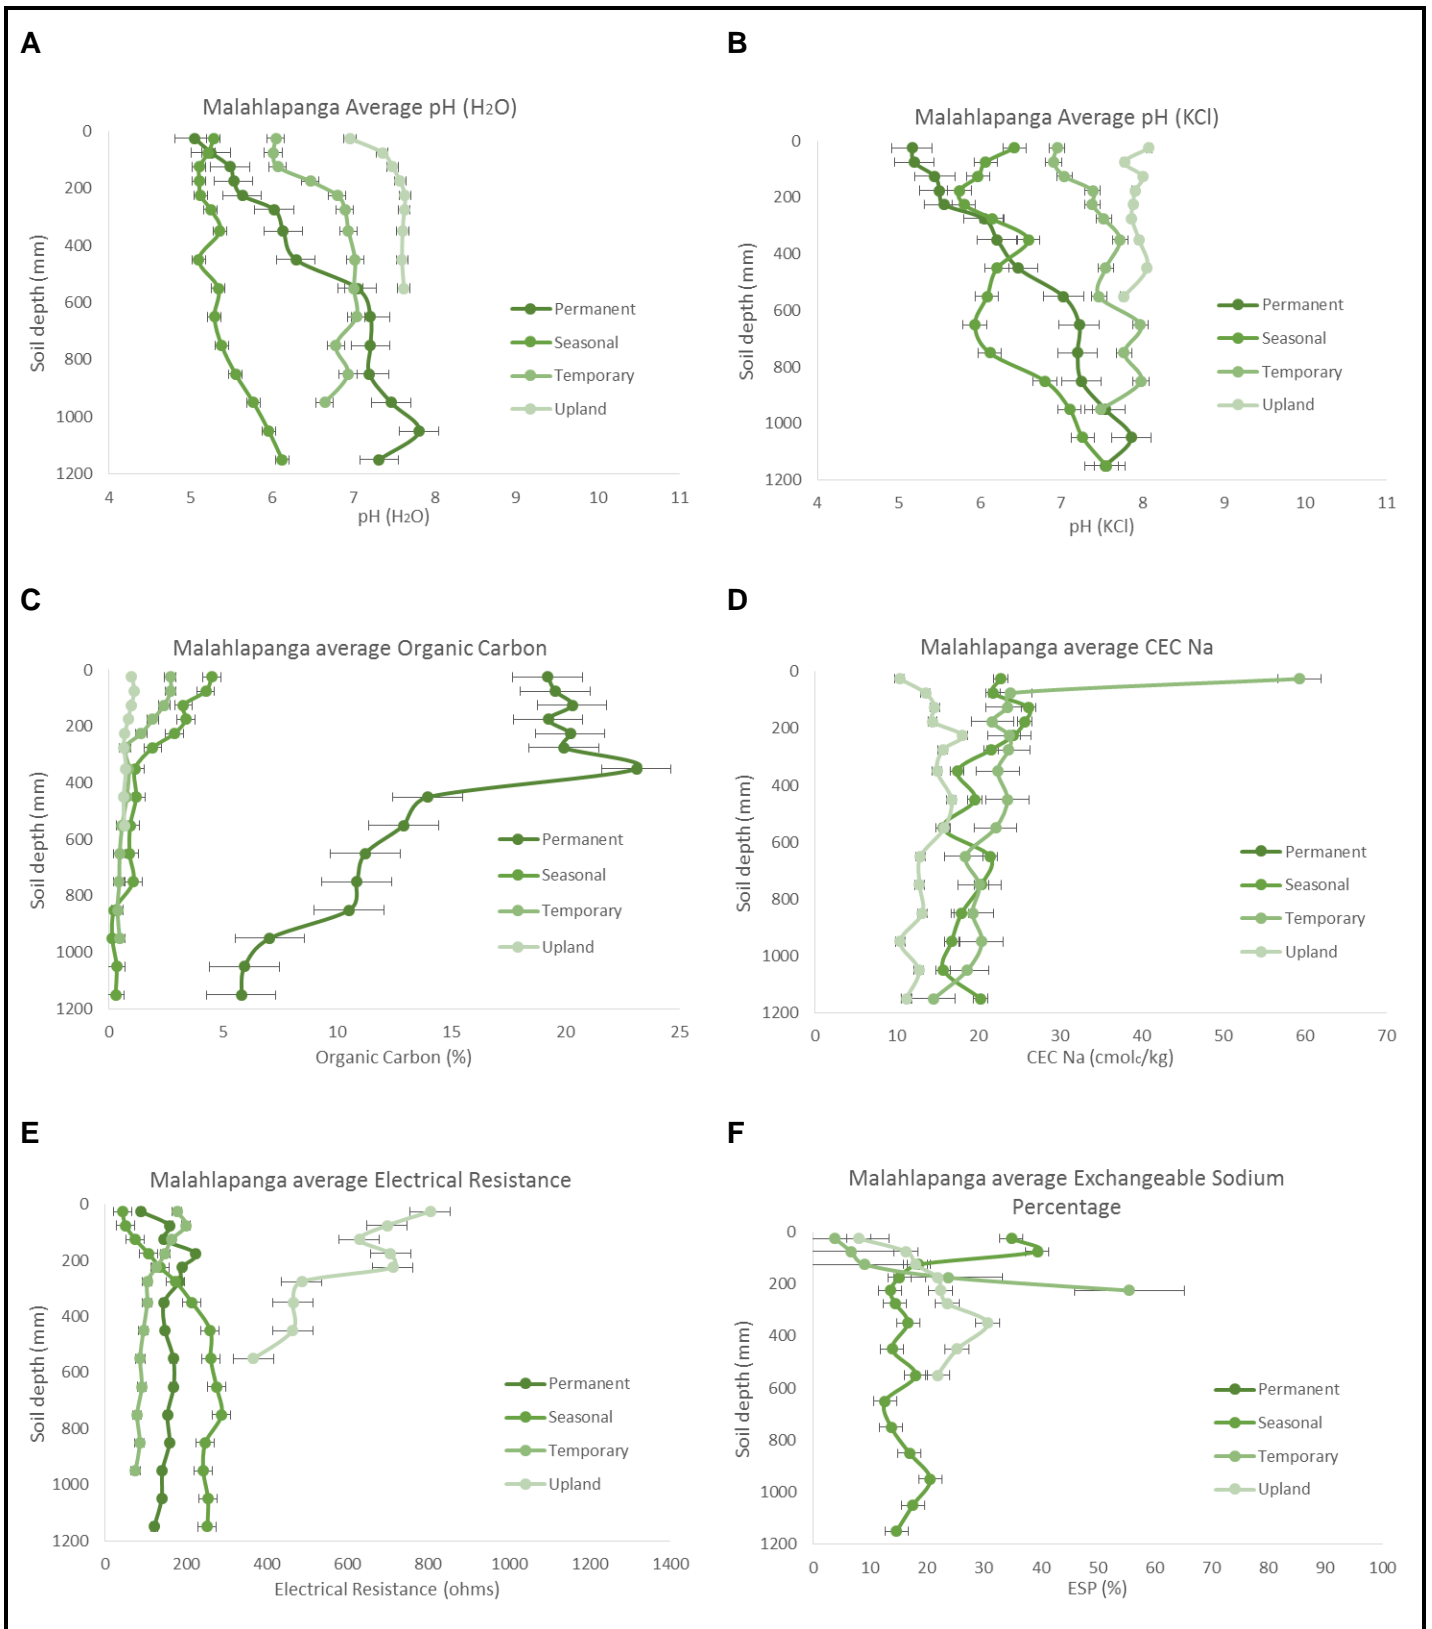 A
Malahlapanga Average pH (H2O)
0
200
400
600
800
1000
1200
Soil depth (mm)
Permanent
Seasonal
Temporary
Upland
4 5 6 7 8 9 10 11
pH (H2O)
B
Malahlapanga Average pH (KCl)
0
200
400
600
800
1000
1200
Soil depth (mm)
Permanent
Seasonal
Temporary
Upland
4 5 6 7 8 9 10 11
pH (KCl)
C
Malahlapanga average Organic Carbon
0
200
400
600
800
1000
1200
Soil depth (mm)
Permanent
Seasonal
Temporary
Upland
0 5 10 15 20 25
Organic Carbon (%)
D
Malahlapanga average CEC Na
0
200
400
600
800
1000
1200
Soil depth (mm)
Permanent
Seasonal
Temporary
Upland
0 10 20 30 40 50 60 70
CEC Na (cmolc/kg)
E
Malahlapanga average Electrical Resistance
0
200
400
600
800
1000
1200
Soil depth (mm)
Permanent
Seasonal
Temporary
Upland
0 200 400 600 800 1000 1200 1400
Electrical Resistance (ohms)
F
Malahlapanga average Exchangeable Sodium
Percentage
0
200
400
600
800
1000
1200
Soil depth (mm)
Permanent
Seasonal
Temporary
Upland
0 10 20 30 40 50 60 70 80 90 100
ESP (%)